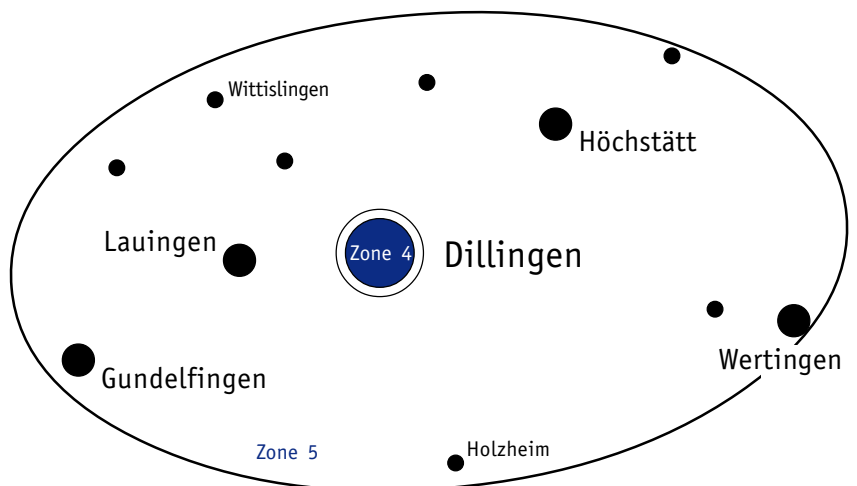 Wittislingen
Höchstätt
Lauingen
Zone 4
Dillingen
Wertingen
Gundelfingen
Zone 5
Holzheim